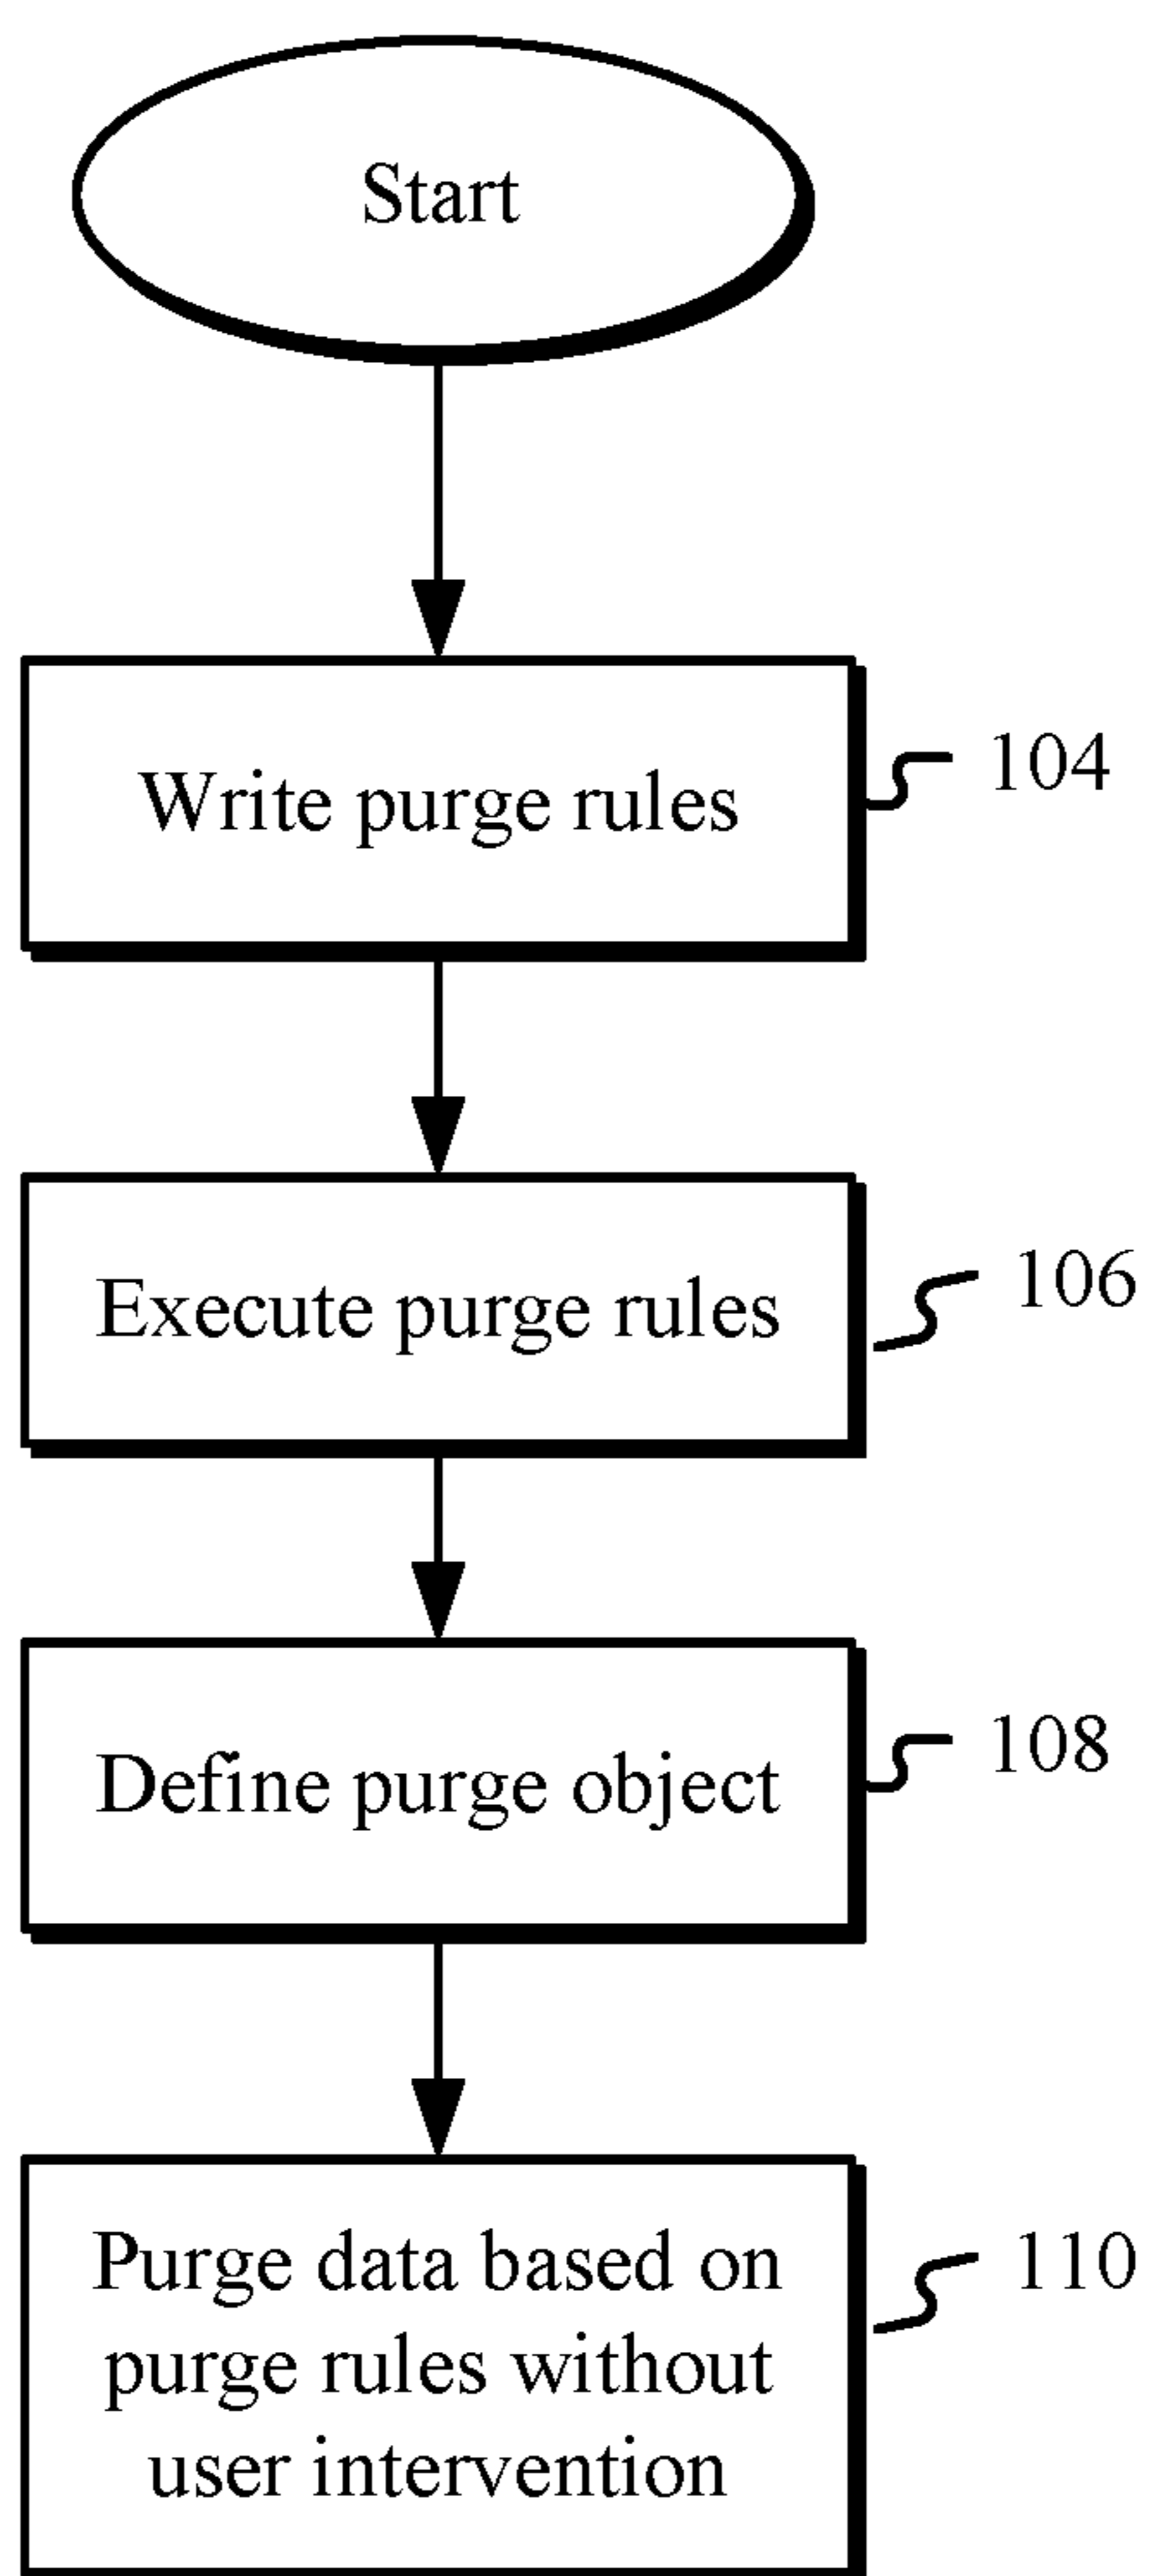 Start
Write purge rules
104
Execute purge rules
106
Define purge object
108
Purge data based on
purge rules without
user intervention
110